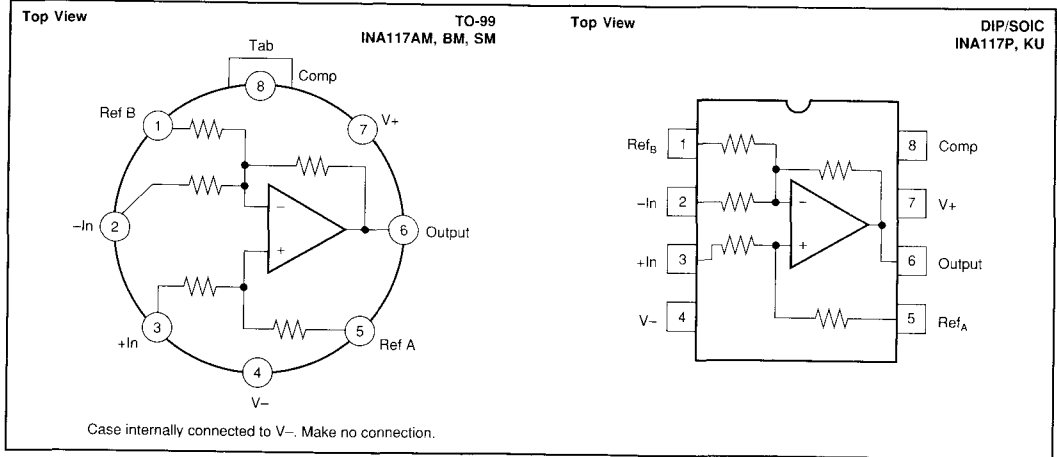 Top View
TO-99
INA117AM, BM, SM
Tab
8
Comp
Ref B
1
7
V+
–In
2
−
+
6
Output
3
+In
5
Ref A
4
V–
Case internally connected to V–. Make no connection.
Top View
DIP/SOIC
INA117P, KU
RefB
1
8
Comp
–In
2
−
7
V+
+In
3
+
6
Output
V–
4
5
RefA